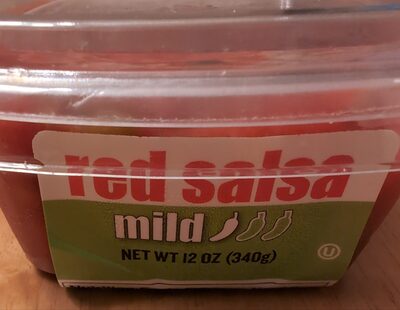 red salsa
mild
NET WT 12 OZ (340g)
U